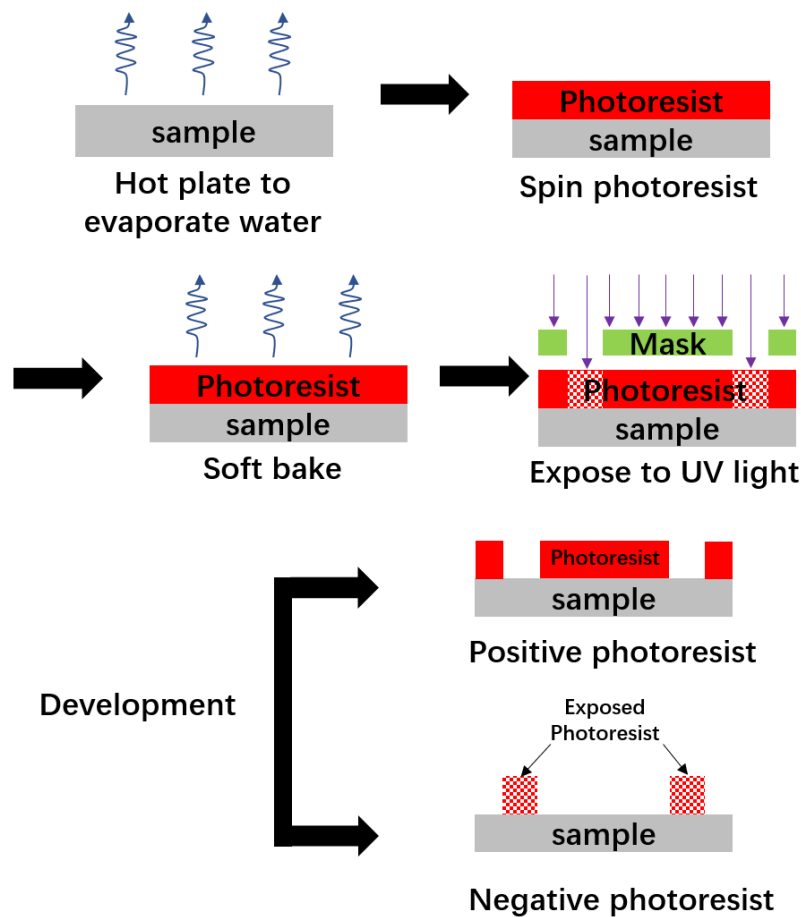 sample
Hot plate to
evaporate water
Photoresist
sample
Spin photoresist
Photoresist
sample
Soft bake
Mask
Photoresist
sample
Expose to UV light
Development
Photoresist
sample
Positive photoresist
Exposed
Photoresist
sample
Negative photoresist